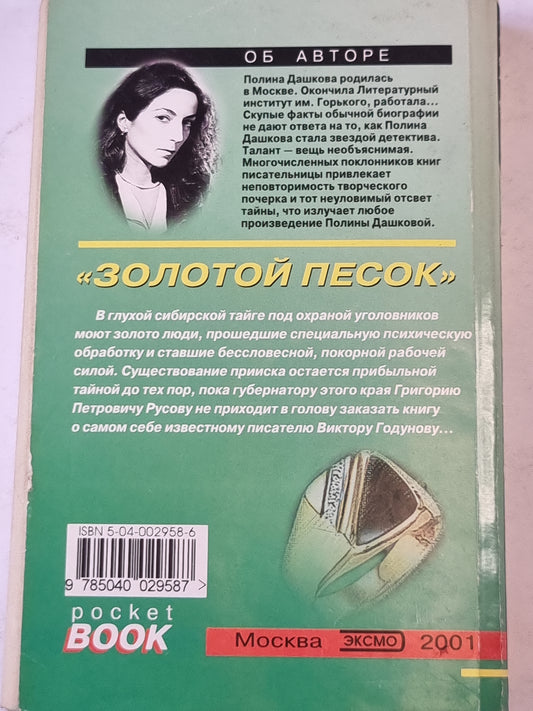 ОБ АВТОРЕ
Полина Дашкова родилась
в Москве. Окончила Литературный
институт им. Горького, работала...
Скупые факты обычной биографии
не дают ответа на то, как Полина
Дашкова стала звездой детектива.
Талант — вещь необъяснимая.
Многочисленных поклонников книг
писательницы привлекает
неповторимость творческого
почерка и тот неуловимый отсвет
тайны, что излучает любое
произведение Полины Дашковой.
«ЗОЛОТОЙ ПЕСОК»
В глухой сибирской тайге под охраной уголовников
моют золото люди, прошедшие специальную психическую
обработку и ставшие бессловесной, покорной рабочей
силой. Существование прииска остается прибыльной
тайной до тех пор, пока губернатору этого края Григорию
Петровичу Русову не приходит в голову заказать книгу
о самом себе известному писателю Виктору Годунову...
ISBN 5-04-002958-6
9 785040 029587 >
pocket
BOOK
Москва ЭКСМО 2001